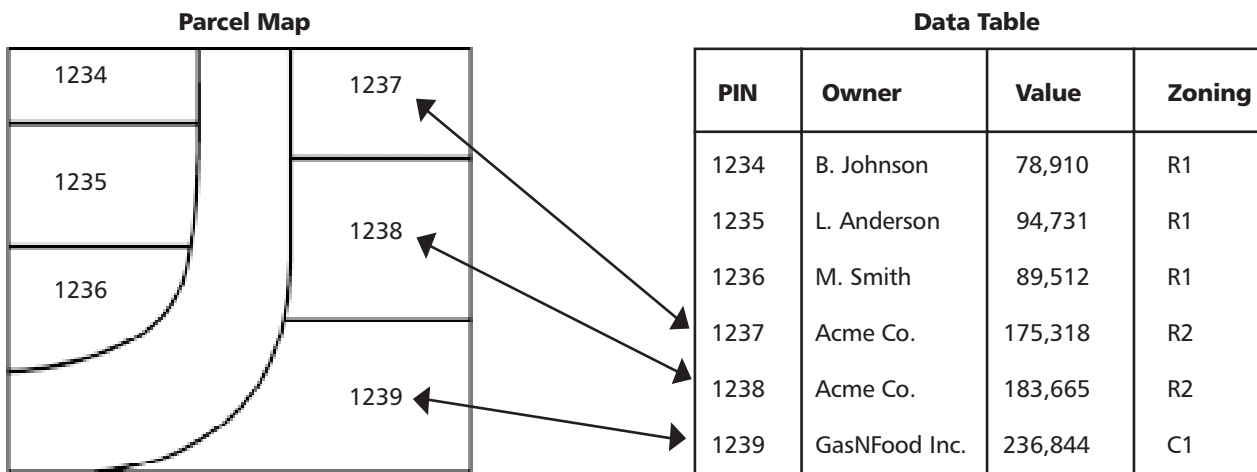 Parcel Map
1234
1235
1236
1237
1238
1239
Data Table
PIN Owner Value Zoning
1234 B. Johnson 78,910 R1
1235 L. Anderson 94,731 R1
1236 M. Smith 89,512 R1
1237 Acme Co. 175,318 R2
1238 Acme Co. 183,665 R2
1239 GasNFood Inc. 236,844 C1